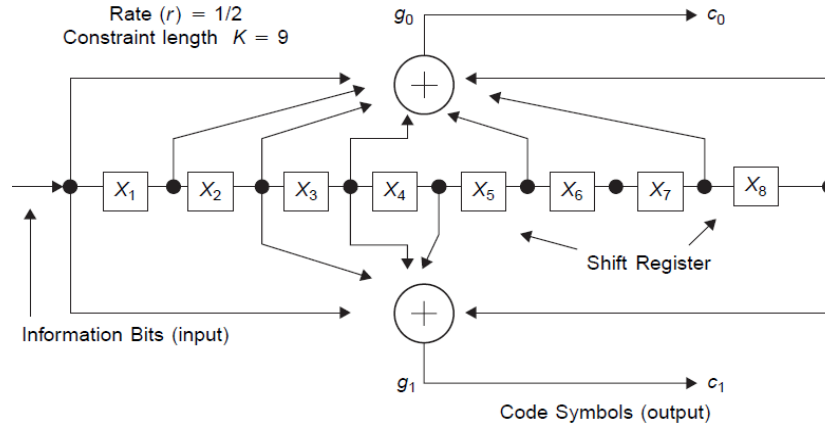 Rate (r) = 1/2
Constraint length K = 9
g₀
c₀
+
X₁ X₂ X₃ X₄ X₅ X₆ X₇ X₈
Shift Register
+
Information Bits (input)
g₁
c₁
Code Symbols (output)